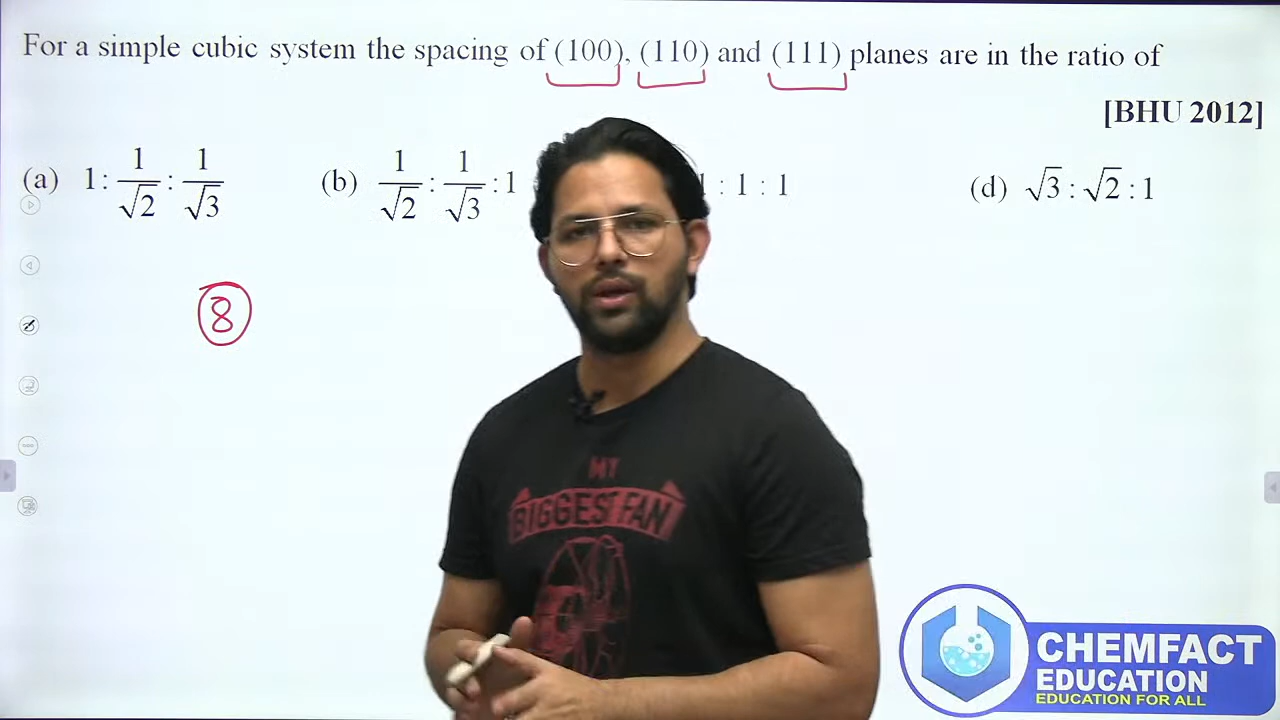 For a simple cubic system the spacing of (100), (110) and (111) planes are in the ratio of
[BHU 2012]
(a) 1 : 1/√2 : 1/√3 (b) 1/√2 : 1/√3 : 1 : 1 : 1 (d) √3 : √2 : 1
8
MY
BIGGEST FAN
CHEMFACT
EDUCATION
EDUCATION FOR ALL